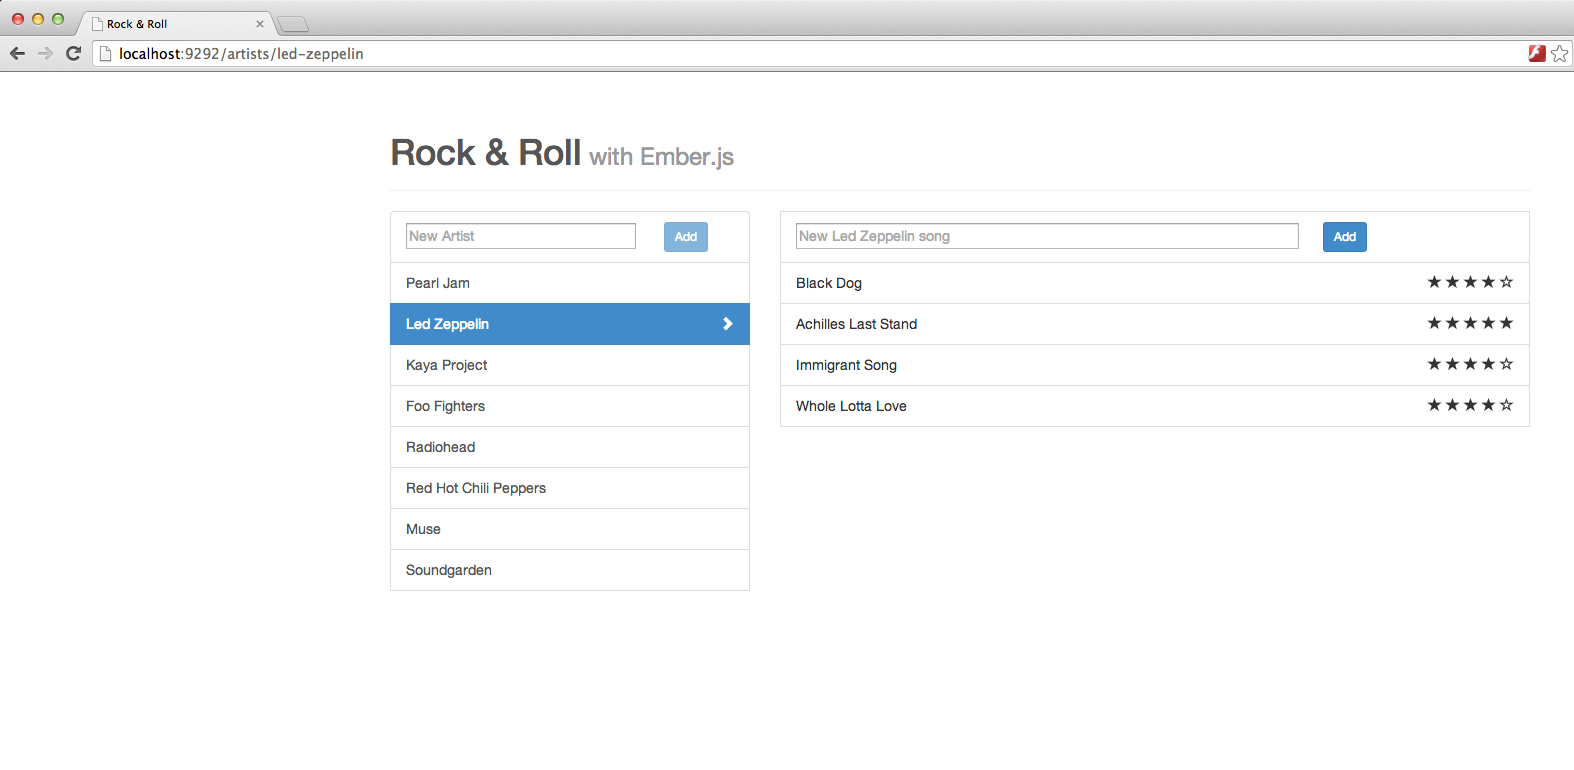 Rock & Roll
localhost:9292/artists/led-zeppelin
Rock & Roll with Ember.js
New Artist
Add
Pearl Jam
Led Zeppelin
Kaya Project
Foo Fighters
Radiohead
Red Hot Chili Peppers
Muse
Soundgarden
New Led Zeppelin song
Add
Black Dog ★★★★☆
Achilles Last Stand ★★★★★
Immigrant Song ★★★★☆
Whole Lotta Love ★★★★☆